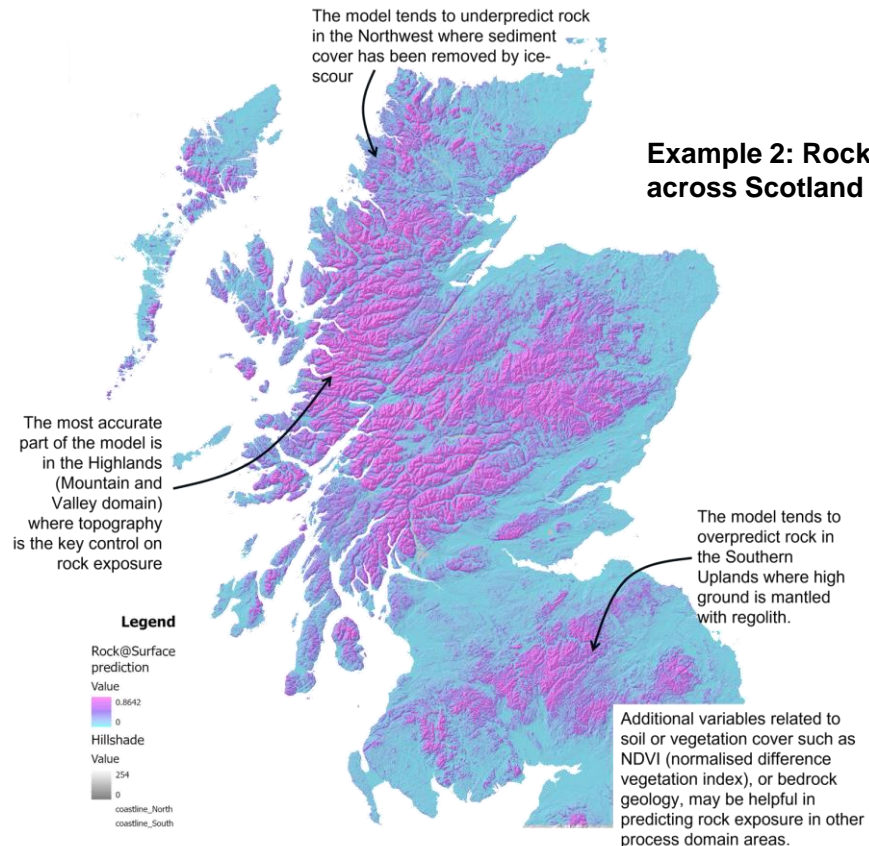 The model tends to underpredict rock
in the Northwest where sediment
cover has been removed by ice-
scour
Example 2: Rock
across Scotland
The most accurate
part of the model is
in the Highlands
(Mountain and
Valley domain)
where topography
is the key control on
rock exposure
The model tends to
overpredict rock in
the Southern
Uplands where high
ground is mantled
with regolith.
Legend
Rock@Surface
prediction
Value
0.8642
0
Hillshade
Value
254
0
coastline_North
coastline_South
Additional variables related to
soil or vegetation cover such as
NDVI (normalised difference
vegetation index), or bedrock
geology, may be helpful in
predicting rock exposure in other
process domain areas.